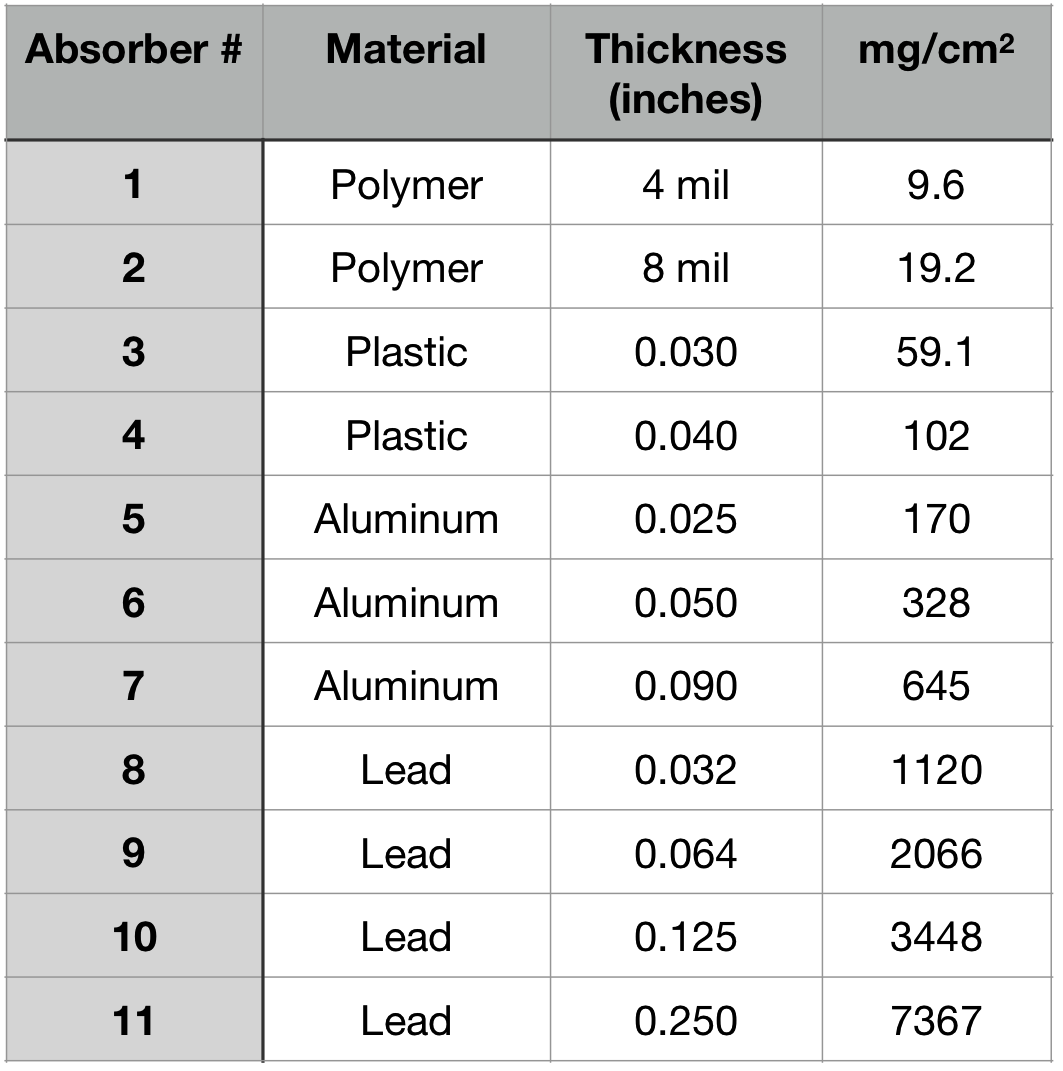 Absorber # Material Thickness (inches) mg/cm²
1 Polymer 4 mil 9.6
2 Polymer 8 mil 19.2
3 Plastic 0.030 59.1
4 Plastic 0.040 102
5 Aluminum 0.025 170
6 Aluminum 0.050 328
7 Aluminum 0.090 645
8 Lead 0.032 1120
9 Lead 0.064 2066
10 Lead 0.125 3448
11 Lead 0.250 7367